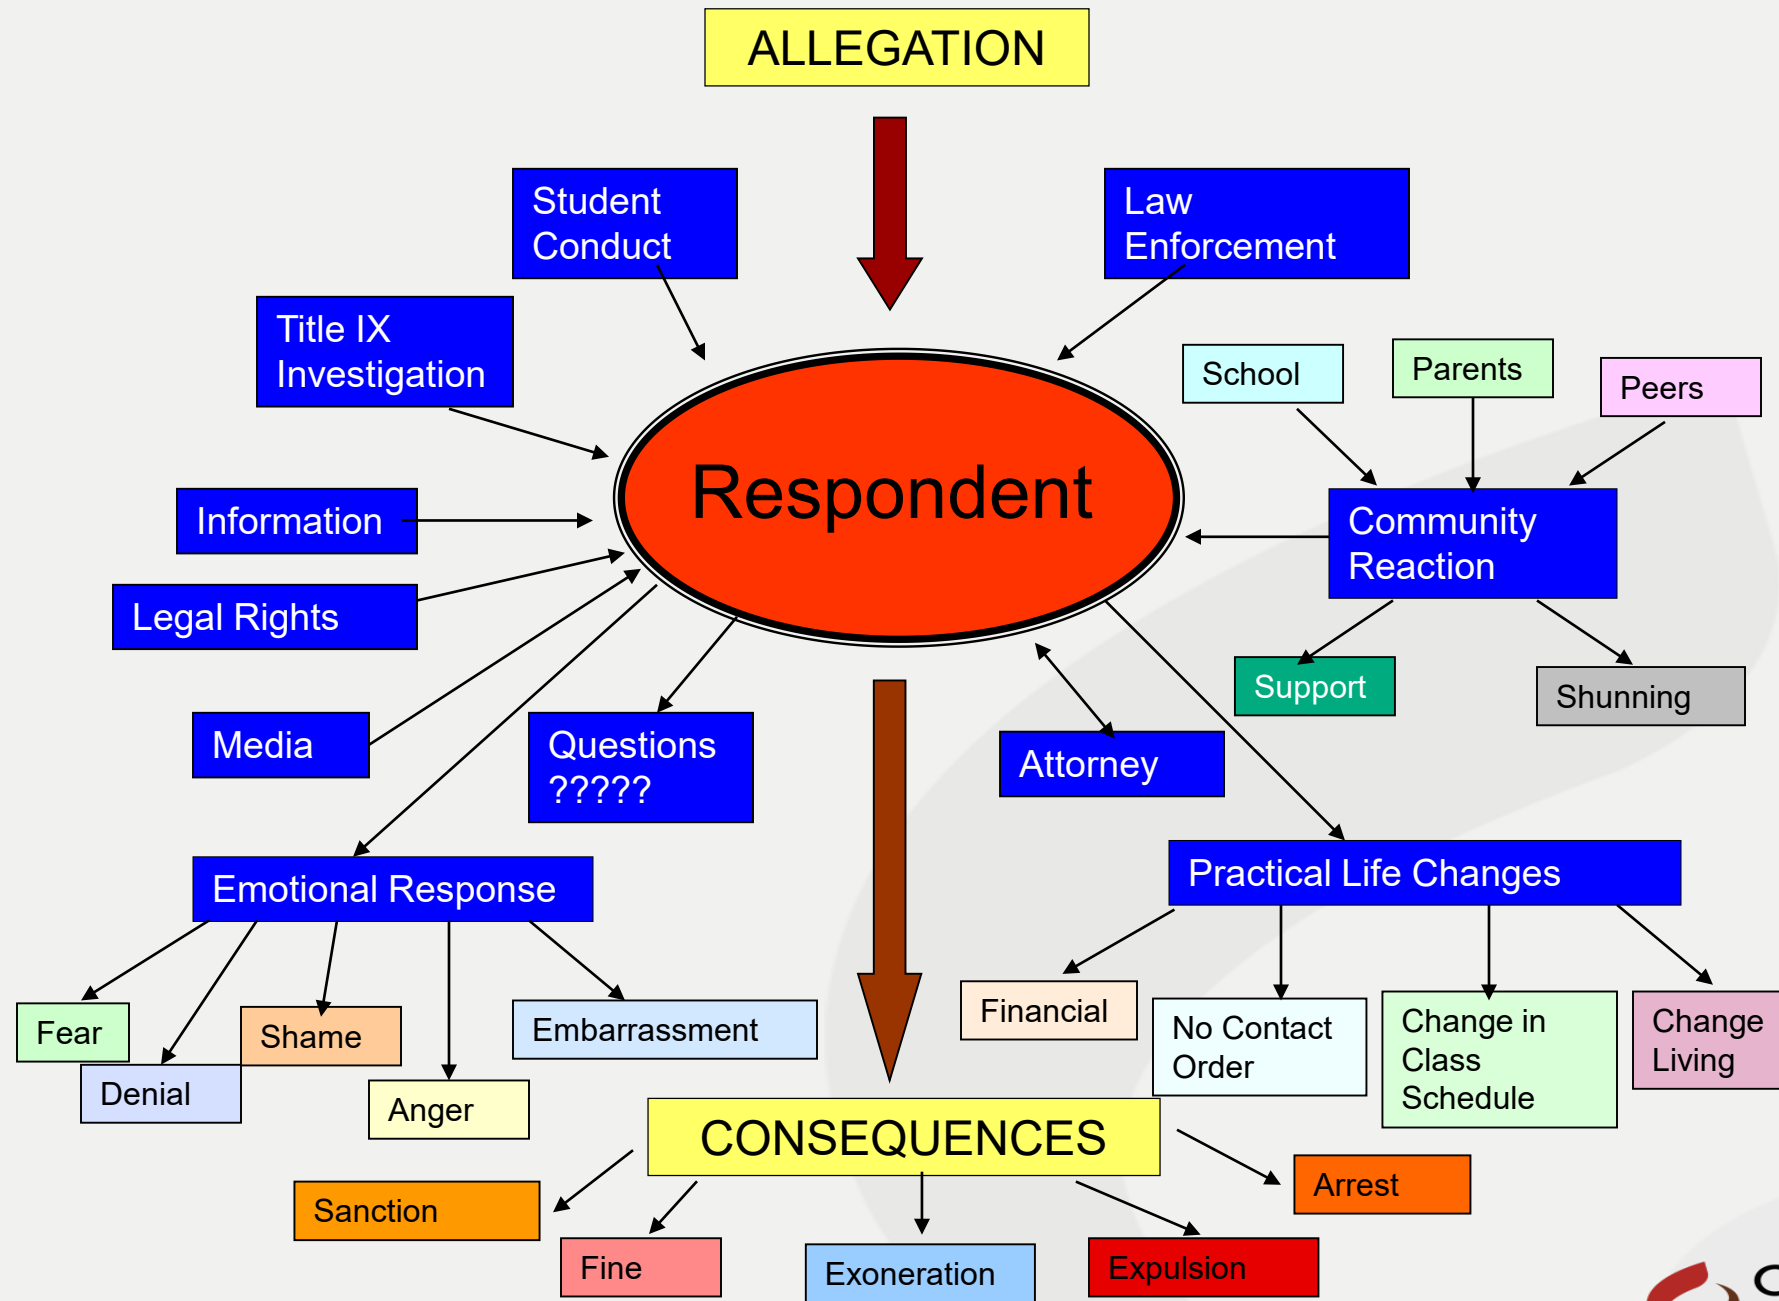 ALLEGATION
Student
Conduct
Law
Enforcement
Title IX
Investigation
School
Parents
Peers
Respondent
Information
Community
Reaction
Legal Rights
Support
Shunning
Media
Questions
?????
Attorney
Emotional Response
Practical Life Changes
Fear
Denial
Shame
Anger
Embarrassment
Financial
No Contact
Order
Change in
Class
Schedule
Change
Living
CONSEQUENCES
Sanction
Fine
Exoneration
Expulsion
Arrest